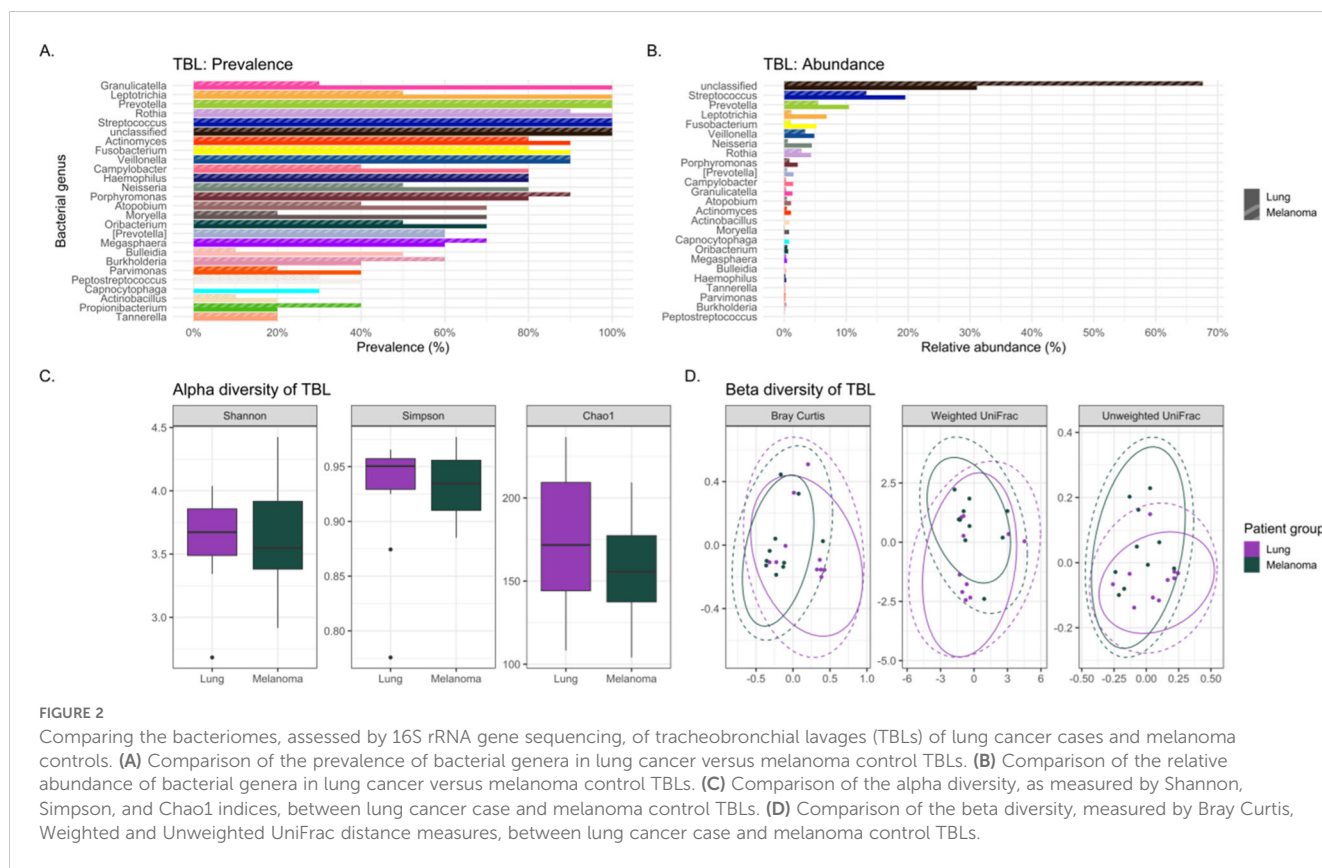 A.
TBL: Prevalence
Bacterial genus
Granulicatella
Leptotrichia
Prevotella
Rothia
Streptococcus
unclassified
Actinomyces
Fusobacterium
Veillonella
Campylobacter
Haemophilus
Neisseria
Porphyromonas
Atopobium
Moryella
Oribacterium
[Prevotella]
Megasphaera
Bulleidia
Burkholderia
Parvimonas
Peptostreptococcus
Capnocytophaga
Actinobacillus
Propionibacterium
Tannerella
0% 20% 40% 60% 80% 100%
Prevalence (%)
B.
TBL: Abundance
unclassified
Streptococcus
Prevotella
Leptotrichia
Fusobacterium
Veillonella
Neisseria
Rothia
Porphyromonas
[Prevotella]
Campylobacter
Granulicatella
Atopobium
Actinomyces
Actinobacillus
Moryella
Capnocytophaga
Oribacterium
Megasphaera
Bulleidia
Haemophilus
Tannerella
Parvimonas
Burkholderia
Peptostreptococcus
0% 10% 20% 30% 40% 50% 60% 70%
Relative abundance (%)
Lung
Melanoma
C.
Alpha diversity of TBL
Shannon
4.5
4.0
3.5
3.0
Lung Melanoma
Simpson
0.95
0.90
0.85
0.80
Lung Melanoma
Chao1
200
150
100
Lung Melanoma
D.
Beta diversity of TBL
Bray Curtis
0.4
0.0
-0.4
-0.5 0.0 0.5 1.0
Weighted UniFrac
2.5
0.0
-2.5
-5.0
-6 -3 0 3 6
Unweighted UniFrac
0.4
0.2
0.0
-0.2
-0.50 -0.25 0.00 0.25 0.50
Patient group
Lung
Melanoma
FIGURE 2
Comparing the bacteriomes, assessed by 16S rRNA gene sequencing, of tracheobronchial lavages (TBLs) of lung cancer cases and melanoma
controls. (A) Comparison of the prevalence of bacterial genera in lung cancer versus melanoma control TBLs. (B) Comparison of the relative
abundance of bacterial genera in lung cancer versus melanoma control TBLs. (C) Comparison of the alpha diversity, as measured by Shannon,
Simpson, and Chao1 indices, between lung cancer case and melanoma control TBLs. (D) Comparison of the beta diversity, measured by Bray Curtis,
Weighted and Unweighted UniFrac distance measures, between lung cancer case and melanoma control TBLs.